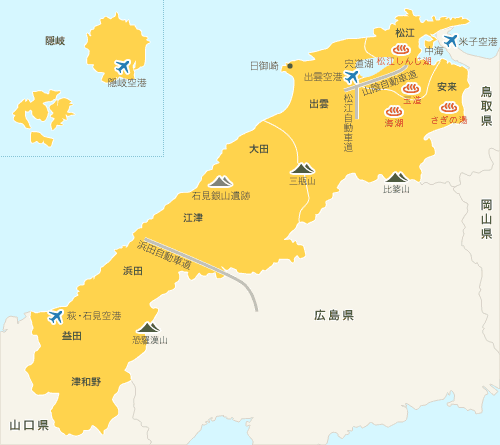 隠岐
隠岐空港
松江
米子空港
中海
松江しんじ湖
宍道湖
日御碕
出雲空港
山陰自動車道
安来
玉造
出雲
松江自動車道
海湖
さぎの湯
鳥取県
大田
三瓶山
比婆山
石見銀山遺跡
岡山県
江津
浜田自動車道
浜田
萩・石見空港
広島県
益田
恐羅漢山
津和野
山口県